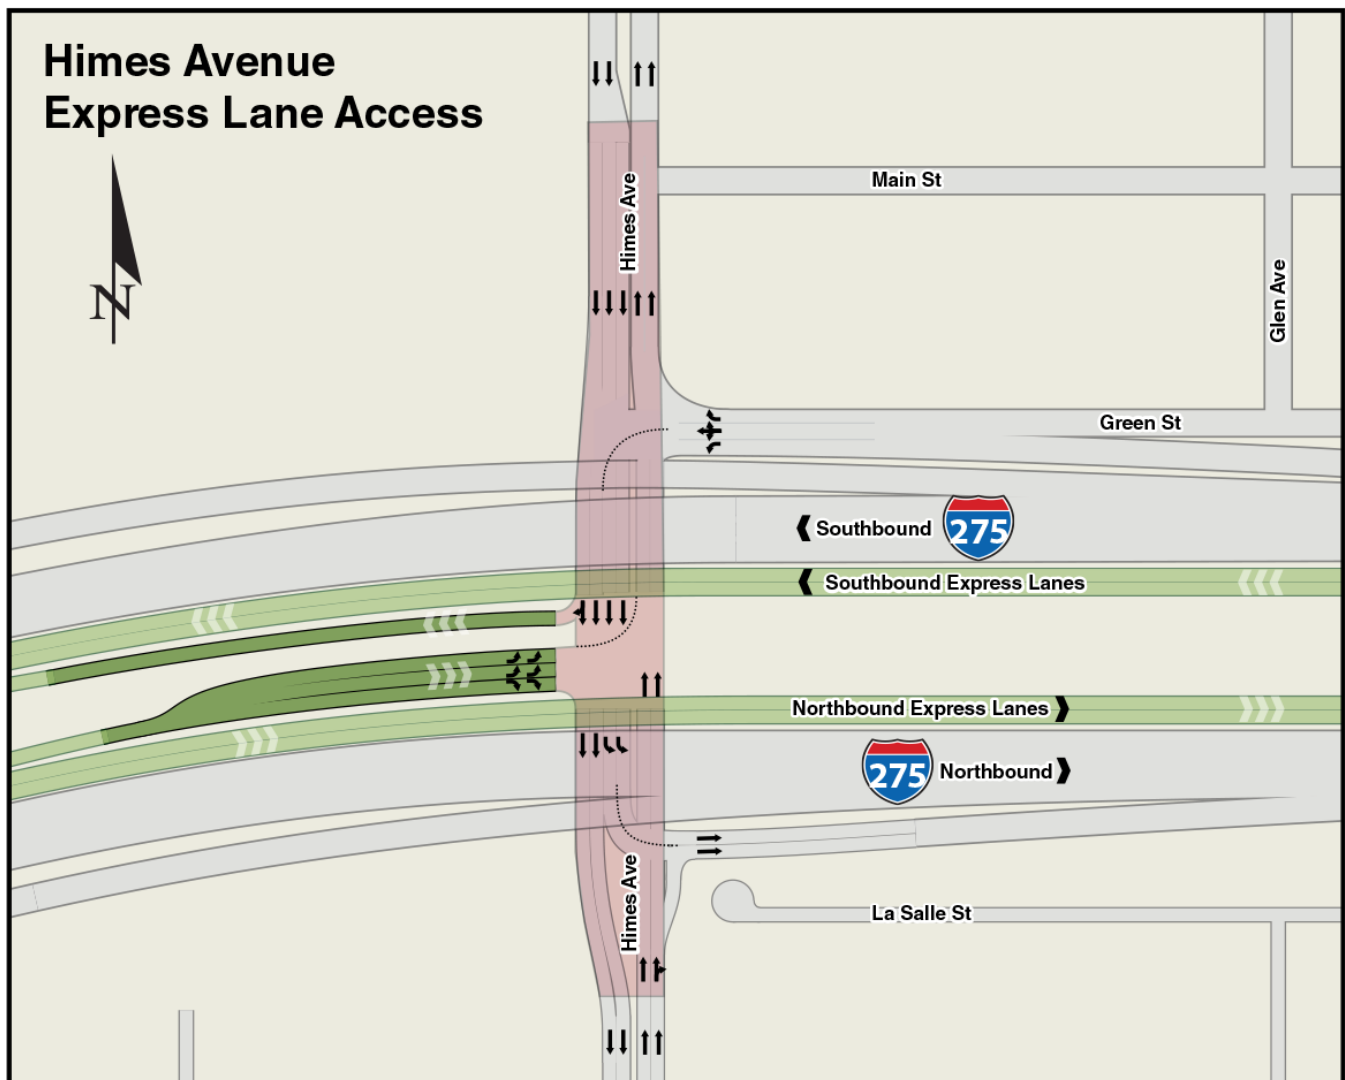 Himes Avenue
Express Lane Access
N
Main St
Himes Ave
Glen Ave
Green St
Southbound
275
Southbound Express Lanes
Northbound Express Lanes
275
Northbound
Himes Ave
La Salle St